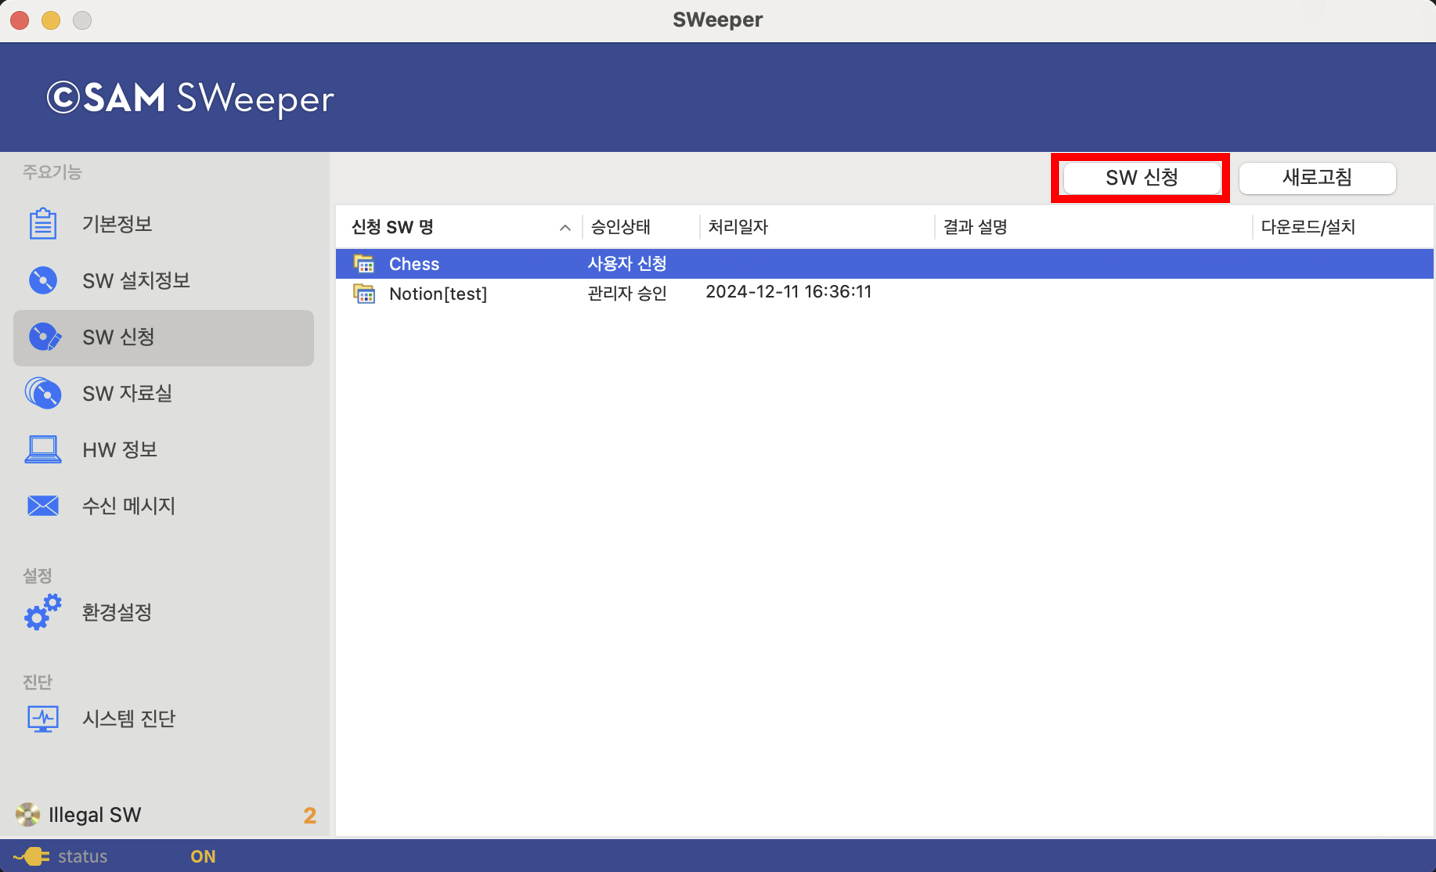 SWeeper
©SAM SWeeper
주요기능
기본정보
SW 설치정보
SW 신청
SW 자료실
HW 정보
수신 메시지
설정
환경설정
진단
시스템 진단
Illegal SW 2
SW 신청 새로고침
신청 SW 명 승인상태 처리일자 결과 설명 다운로드/설치
Chess 사용자 신청
Notion[test] 관리자 승인 2024-12-11 16:36:11
status ON